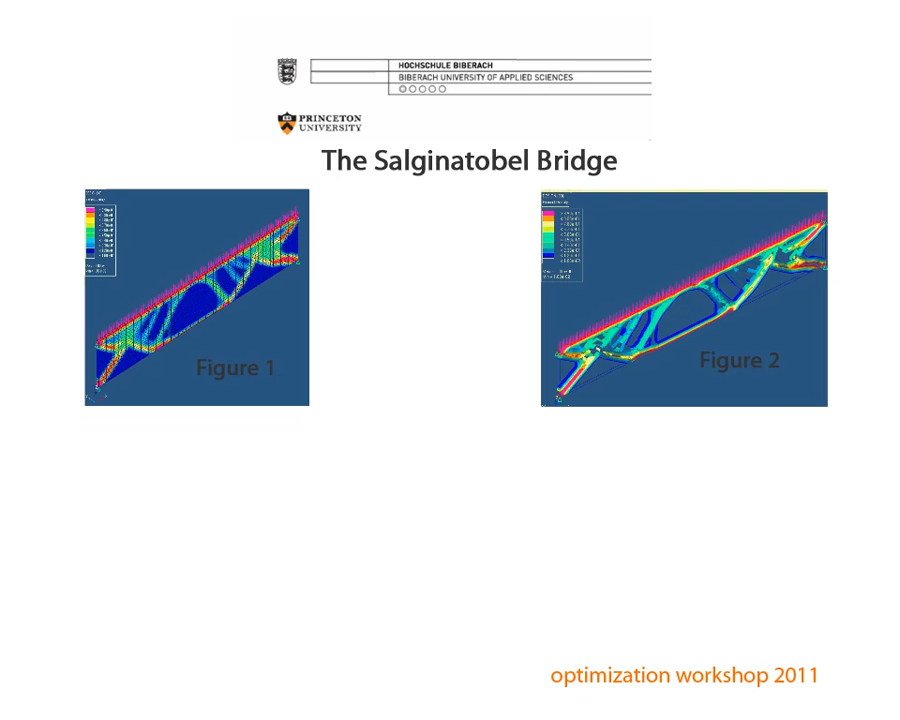 HOCHSCHULE BIBERACH
BIBERACH UNIVERSITY OF APPLIED SCIENCES
PRINCETON
UNIVERSITY
The Salginatobel Bridge
Figure 1
Figure 2
optimization workshop 2011